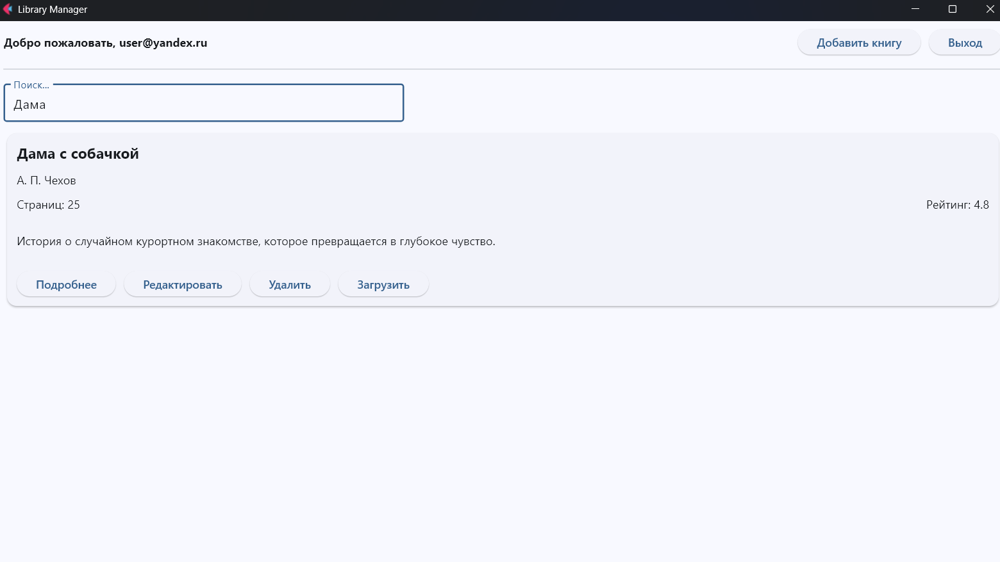 Library Manager
Добро пожаловать, user@yandex.ru
Добавить книгу
Выход
Поиск...
Дама
Дама с собачкой
А. П. Чехов
Страниц: 25
Рейтинг: 4.8
История о случайном курортном знакомстве, которое превращается в глубокое чувство.
Подробнее
Редактировать
Удалить
Загрузить